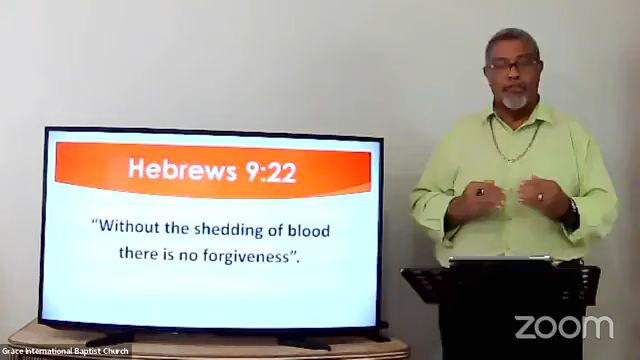 Hebrews 9:22
“Without the shedding of blood
there is no forgiveness”.
Grace International Baptist Church
zoom